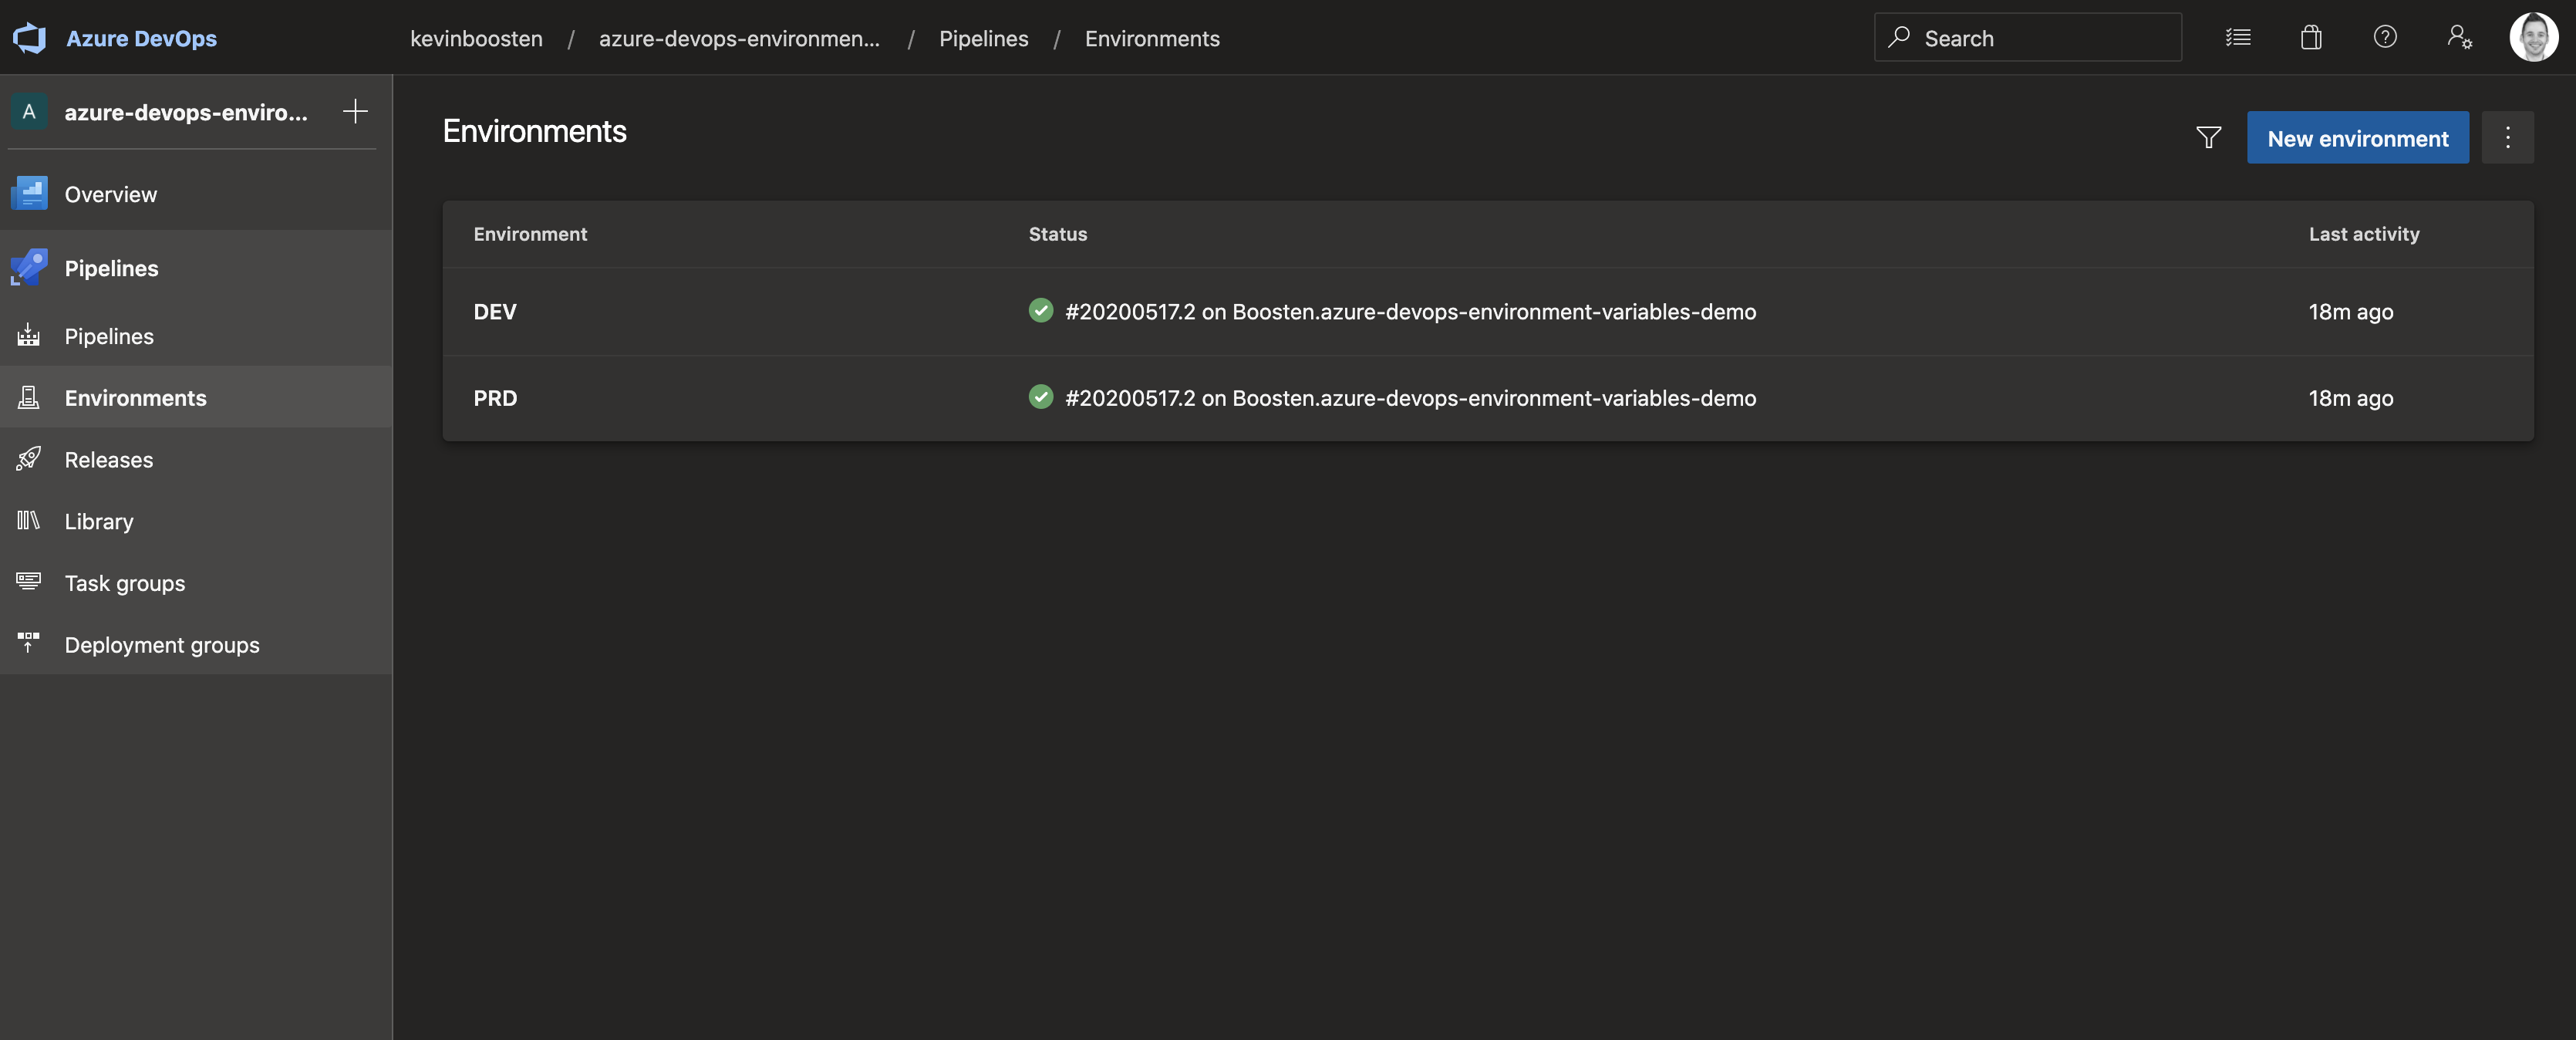 Azure DevOps
kevinboosten / azure-devops-environmen... / Pipelines / Environments
Search
A azure-devops-enviro...
Overview
Pipelines
Pipelines
Environments
Releases
Library
Task groups
Deployment groups
Environments
New environment
Environment Status Last activity
DEV #20200517.2 on Boosten.azure-devops-environment-variables-demo 18m ago
PRD #20200517.2 on Boosten.azure-devops-environment-variables-demo 18m ago